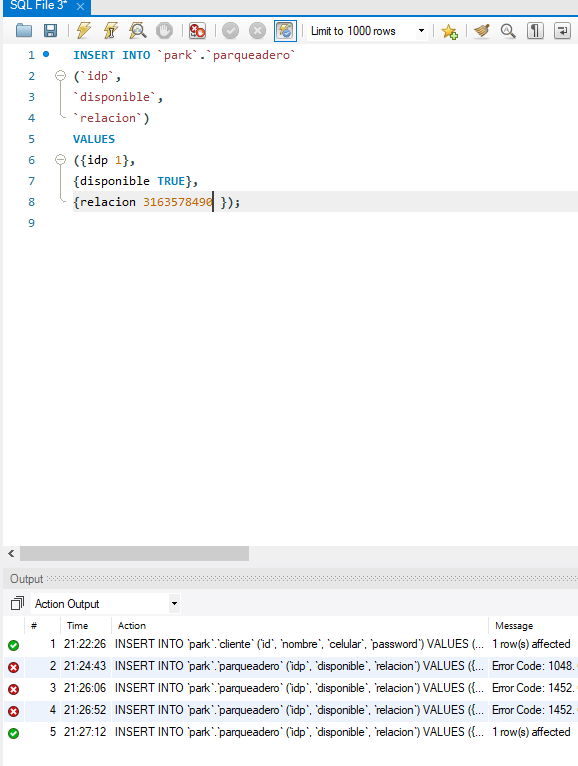 SQL File 3*
Limit to 1000 rows
1 INSERT INTO `park`.`parqueadero`
2 (`idp`,
3 `disponible`,
4 `relacion`)
5 VALUES
6 ({idp 1},
7 {disponible TRUE},
8 {relacion 3163578490 });
9
Output
Action Output
# Time Action Message
1 21:22:26 INSERT INTO `park`.`cliente` (`id`, `nombre`, `celular`, `password`) VALUES (... 1 row(s) affected
2 21:24:43 INSERT INTO `park`.`parqueadero` (`idp`, `disponible`, `relacion`) VALUES ({... Error Code: 1048.
3 21:26:06 INSERT INTO `park`.`parqueadero` (`idp`, `disponible`, `relacion`) VALUES ({... Error Code: 1452.
4 21:26:52 INSERT INTO `park`.`parqueadero` (`idp`, `disponible`, `relacion`) VALUES ({... Error Code: 1452.
5 21:27:12 INSERT INTO `park`.`parqueadero` (`idp`, `disponible`, `relacion`) VALUES ({... 1 row(s) affected